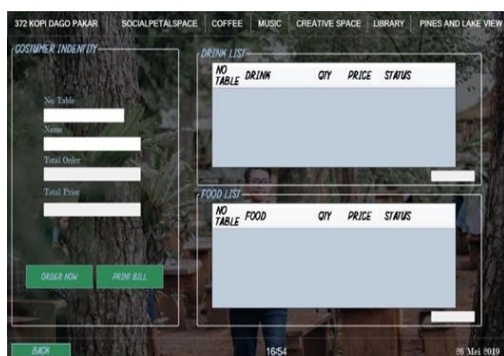 372 KOPI DAGO PAKAR SOCIALPETALSPACE COFFEE MUSIC CREATIVE SPACE LIBRARY PINES AND LAKE VIEW
COSTUMER INDENTITY
No. Table
Name
Total Order
Total Price
ORDER NOW PRINT BILL
DRINK LIST
NO TABLE DRINK QTY PRICE STATUS
FOOD LIST
NO TABLE FOOD QTY PRICE STATUS
BACK 16:54 26 Mei 2019